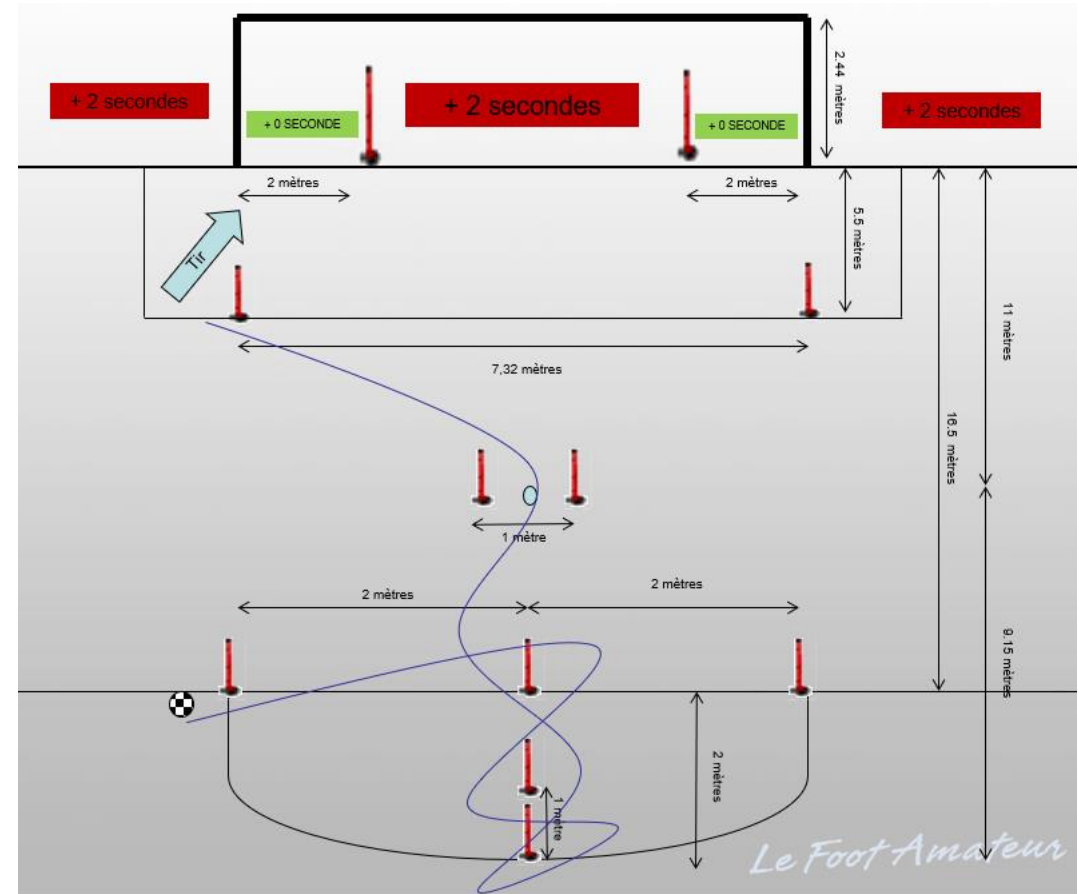 2.44 mètres
+ 2 secondes
+ 2 secondes
+ 2 secondes
+ 0 SECONDE
+ 0 SECONDE
2 mètres
2 mètres
Tir
5.5 mètres
11 mètres
7,32 mètres
16.5 mètres
1 mètre
2 mètres
2 mètres
9.15 mètres
2 mètres
1 mètre
Le Foot Amateur